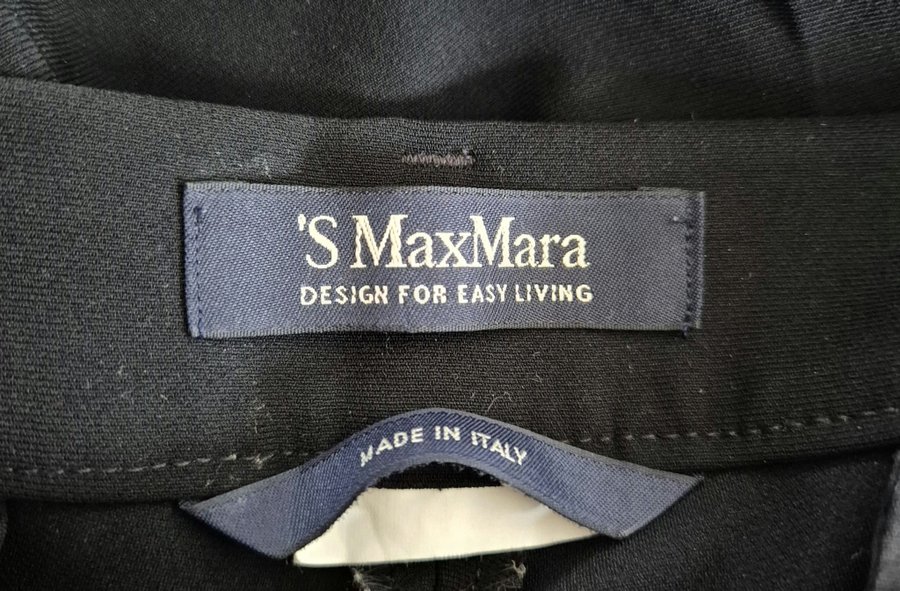 'S MaxMara
DESIGN FOR EASY LIVING
MADE IN ITALY